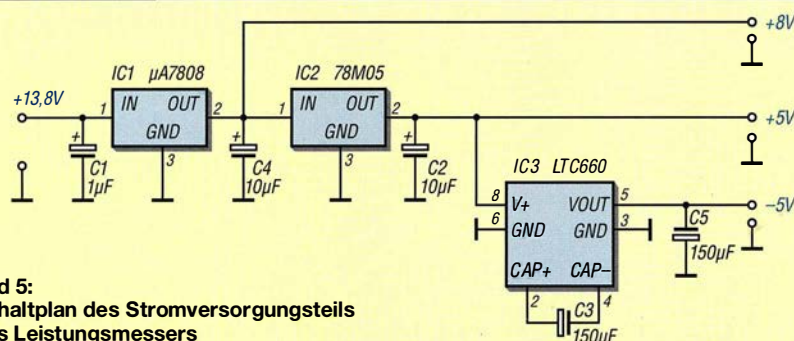 +8V
IC1 µA7808
IC2 78M05
+13,8V
1
IN OUT
GND
2
3
1
IN OUT
GND
2
3
+5V
+
C1
1µF
+
C4
10µF
+
C2
10µF
IC3 LTC660
8
V+
VOUT
5
−5V
6
GND
GND
3
C5
150µF
CAP+ CAP−
2
4
C3
150µF
d 5:
haltplan des Stromversorgungsteils
s Leistungsmessers